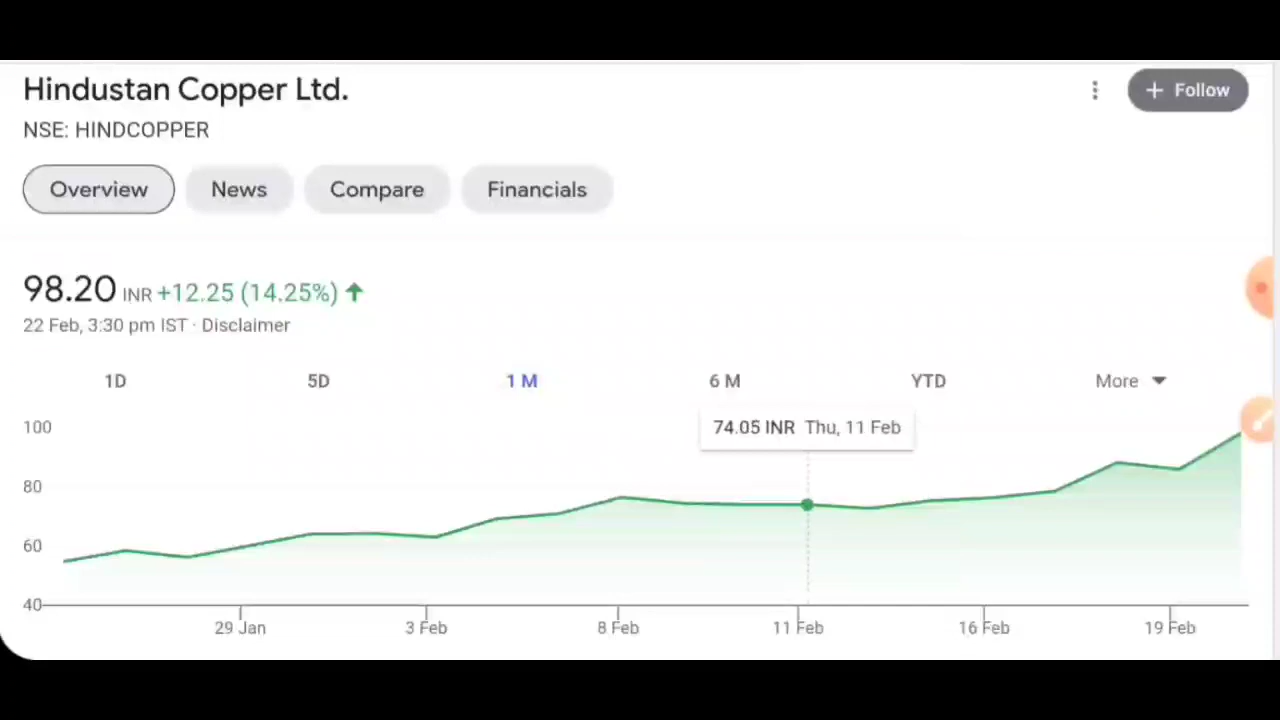 Hindustan Copper Ltd.
+ Follow
NSE: HINDCOPPER
Overview News Compare Financials
98.20 INR +12.25 (14.25%) ↑
22 Feb, 3:30 pm IST · Disclaimer
1D 5D 1 M 6 M YTD More
74.05 INR Thu, 11 Feb
100
80
60
40
29 Jan 3 Feb 8 Feb 11 Feb 16 Feb 19 Feb